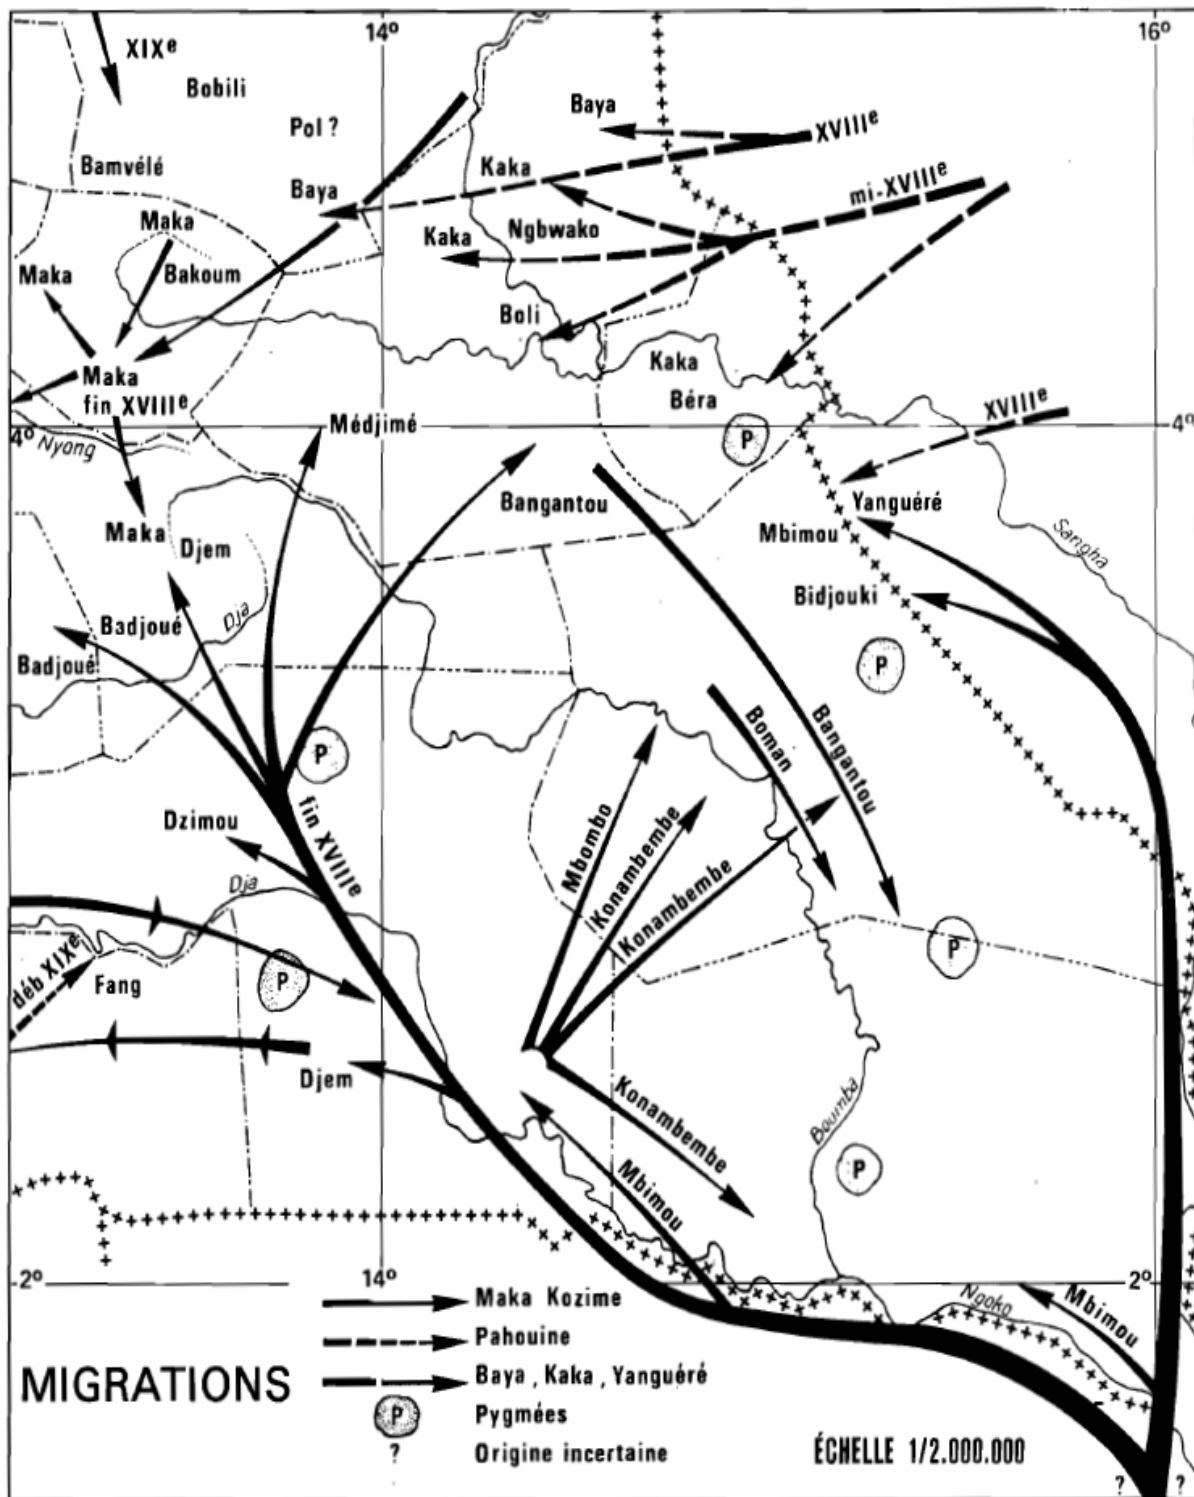 14º
16º
XIXᵉ
Bobili
Pol ?
Bamvélé
Baya
XVIIIᵉ
Kaka
Baya
mi-XVIIIᵉ
Maka
Ngbwako
Kaka
Maka
Bakoum
Boli
Kaka
Maka
fin XVIIIᵉ
Béra
P
XVIIIᵉ
4º
Nyong
Médjimé
4º
Bangantou
Yanguéré
Maka
Djem
Mbimou
Sangha
Bidjouki
Dja
Badjoué
Badjoué
P
P
Boman
Bangantou
fin XVIIIᵉ
Dzimou
Mbombo
Konambembe
Konambembe
Dja
déb XIXᵉ
Fang
P
P
Djem
Konambembe
Boumba
P
Mbimou
2º
14º
2º
Ngoko
Mbimou
Maka Kozime
Pahouine
MIGRATIONS
Baya , Kaka , Yanguéré
P
Pygmées
?
Origine incertaine
ÉCHELLE 1/2.000.000
?
?